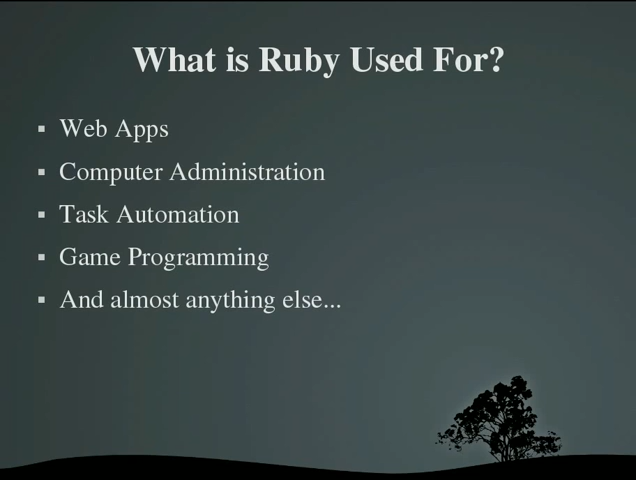 What is Ruby Used For?
Web Apps
Computer Administration
Task Automation
Game Programming
And almost anything else...